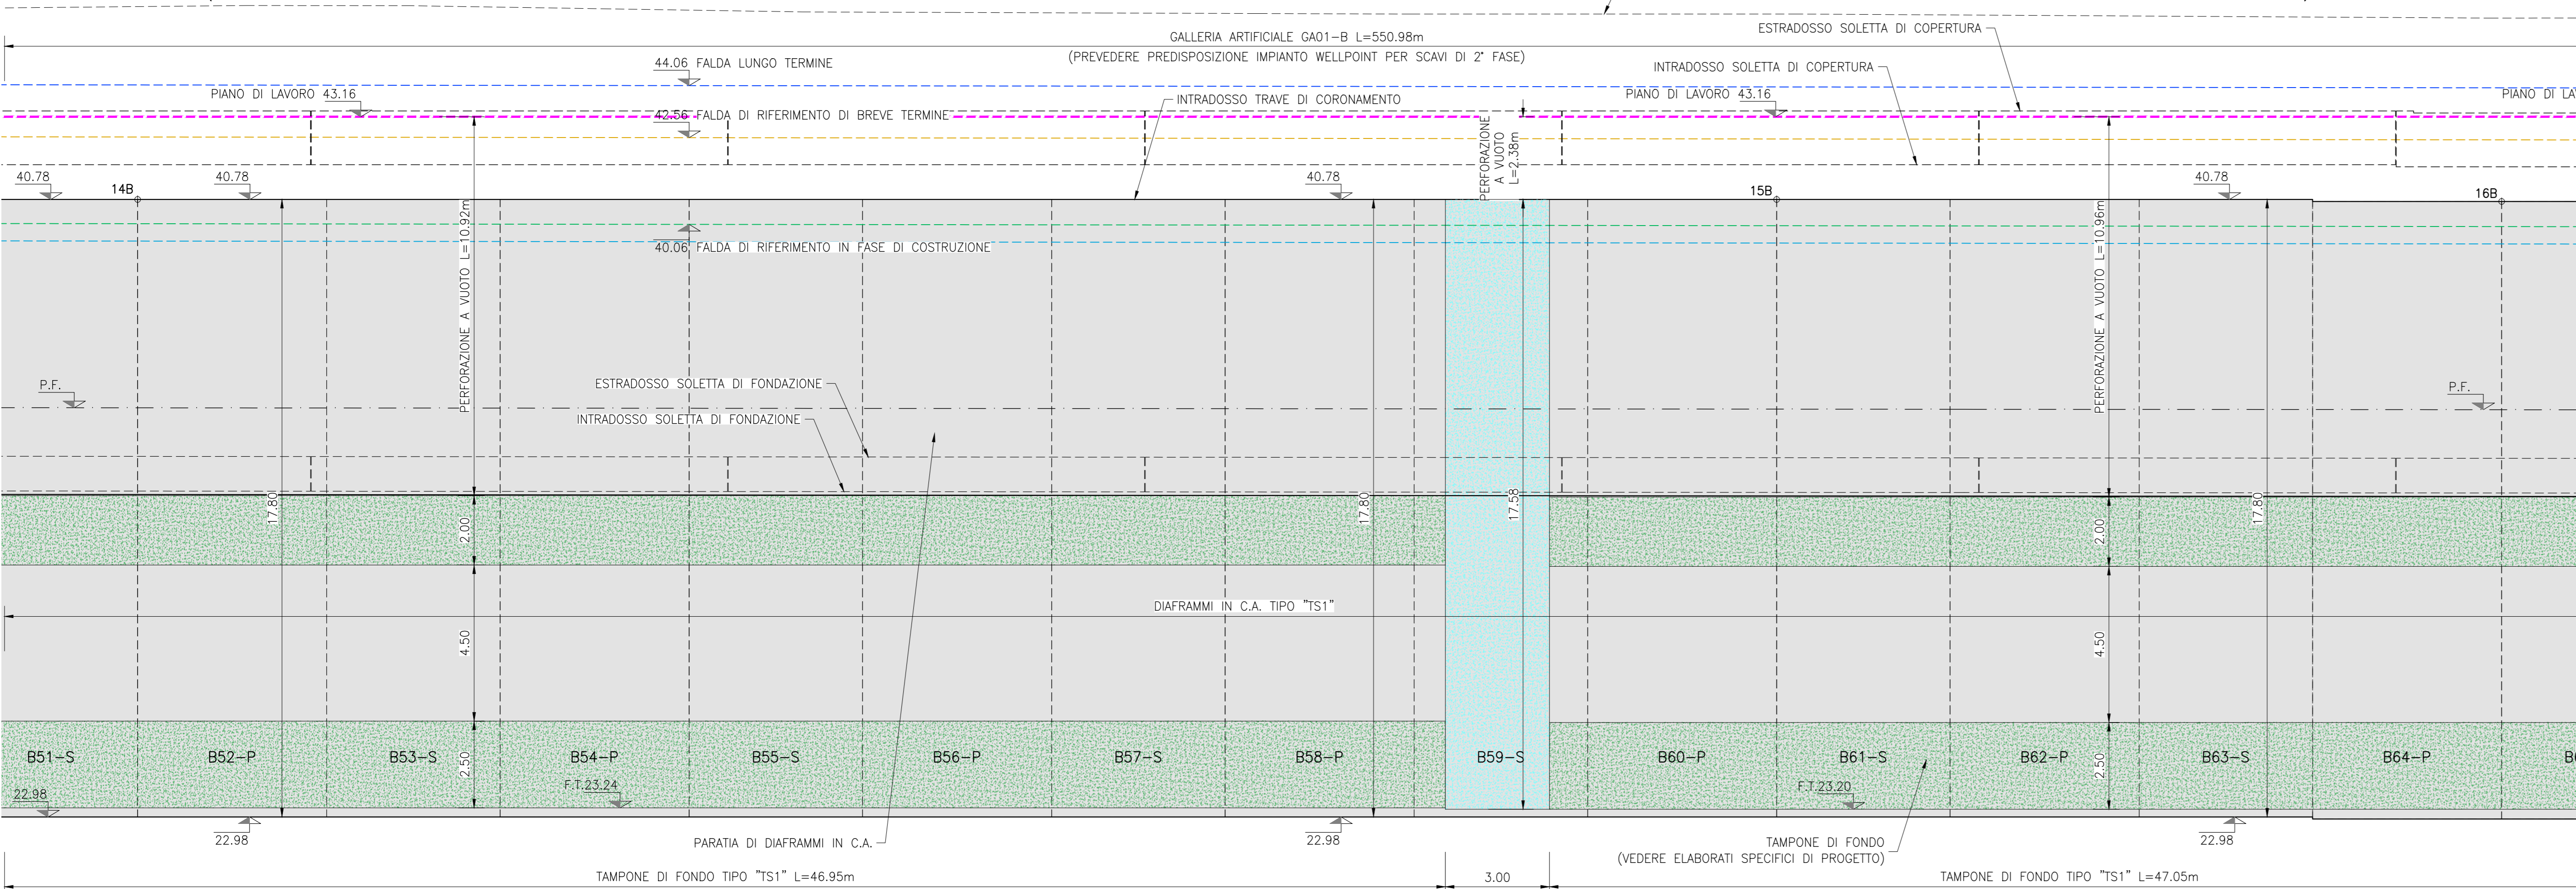 GALLERIA ARTIFICIALE GA01-B L=550.98m
(PREVEDERE PREDISPOSIZIONE IMPIANTO WELLPOINT PER SCAVI DI 2° FASE)
ESTRADOSSO SOLETTA DI COPERTURA
44.06 FALDA LUNGO TERMINE
INTRADOSSO SOLETTA DI COPERTURA
PIANO DI LAVORO 43.16
INTRADOSSO TRAVE DI CORONAMENTO
PIANO DI LAVORO 43.16
PIANO DI LA
42.56 FALDA DI RIFERIMENTO DI BREVE TERMINE
PERFORAZIONE
A VUOTO
L=2.38m
40.78
14B
40.78
40.78
15B
40.78
16B
PERFORAZIONE A VUOTO L=10.92m
PERFORAZIONE A VUOTO L=10.96m
40.06 FALDA DI RIFERIMENTO IN FASE DI COSTRUZIONE
P.F.
ESTRADOSSO SOLETTA DI FONDAZIONE
P.F.
INTRADOSSO SOLETTA DI FONDAZIONE
17.80
2.00
17.80
17.58
2.00
17.80
DIAFRAMMI IN C.A. TIPO "TS1"
4.50
4.50
B51-S
B52-P
B53-S
2.50
B54-P
B55-S
B56-P
B57-S
B58-P
B59-S
B60-P
B61-S
B62-P
2.50
B63-S
B64-P
22.98
F.T.23.24
F.T.23.20
22.98
PARATIA DI DIAFRAMMI IN C.A.
22.98
TAMPONE DI FONDO
(VEDERE ELABORATI SPECIFICI DI PROGETTO)
22.98
TAMPONE DI FONDO TIPO "TS1" L=46.95m
3.00
TAMPONE DI FONDO TIPO "TS1" L=47.05m